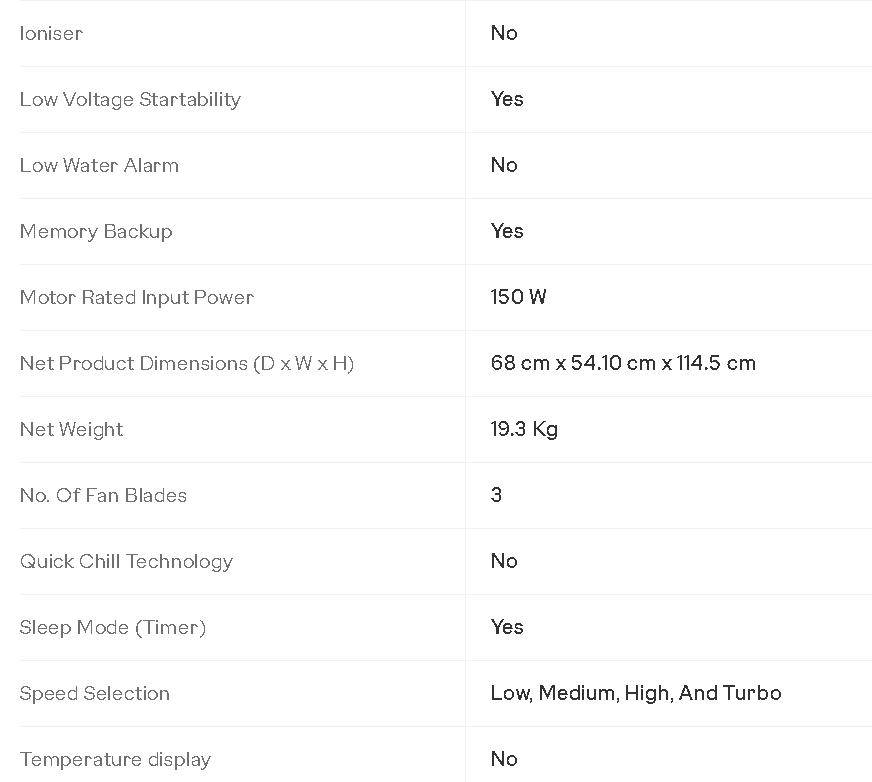 Ioniser No
Low Voltage Startability Yes
Low Water Alarm No
Memory Backup Yes
Motor Rated Input Power 150 W
Net Product Dimensions (D x W x H) 68 cm x 54.10 cm x 114.5 cm
Net Weight 19.3 Kg
No. Of Fan Blades 3
Quick Chill Technology No
Sleep Mode (Timer) Yes
Speed Selection Low, Medium, High, And Turbo
Temperature display No